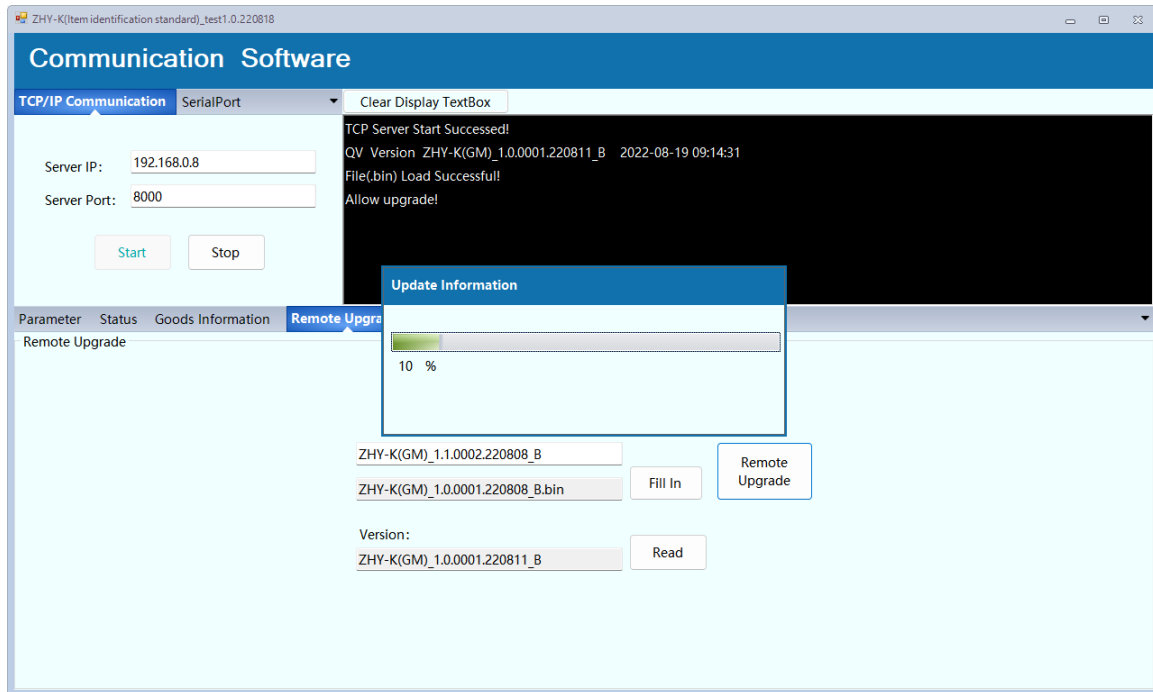 ZHY-K(Item identification standard)_test1.0.220818
Communication Software
TCP/IP Communication SerialPort
Clear Display TextBox
Server IP: 192.168.0.8
Server Port: 8000
Start Stop
TCP Server Start Successed!
QV Version ZHY-K(GM)_1.0.0001.220811_B 2022-08-19 09:14:31
File(.bin) Load Successful!
Allow upgrade!
Parameter Status Goods Information Remote Upgra
Remote Upgrade
Update Information
10 %
ZHY-K(GM)_1.1.0002.220808_B
ZHY-K(GM)_1.0.0001.220808_B.bin
Fill In
Remote
Upgrade
Version:
ZHY-K(GM)_1.0.0001.220811_B
Read